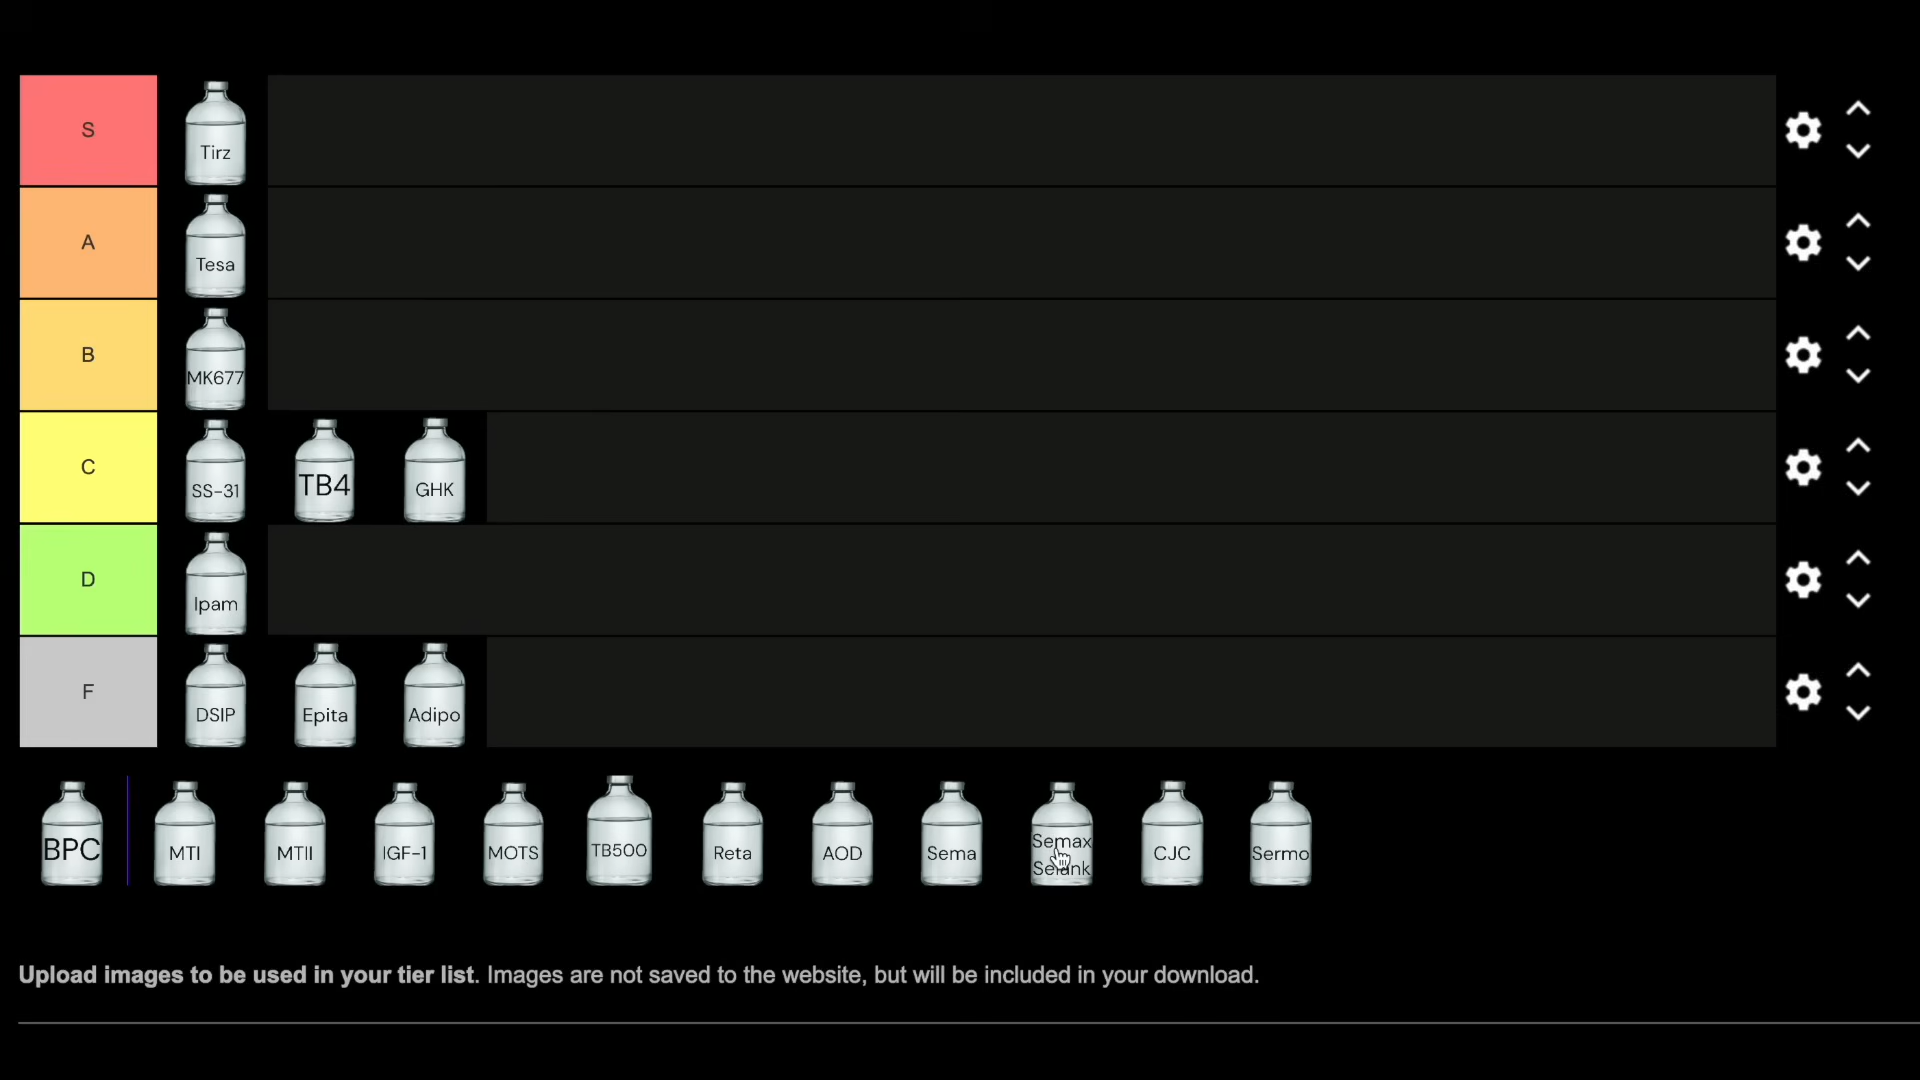 S
Tirz
A
Tesa
B
MK677
C
SS-31
TB4
GHK
D
Ipam
F
DSIP
Epita
Adipo
BPC
MTI
MTII
IGF-1
MOTS
TB500
Reta
AOD
Sema
Semax
Selank
CJC
Sermo
Upload images to be used in your tier list. Images are not saved to the website, but will be included in your download.